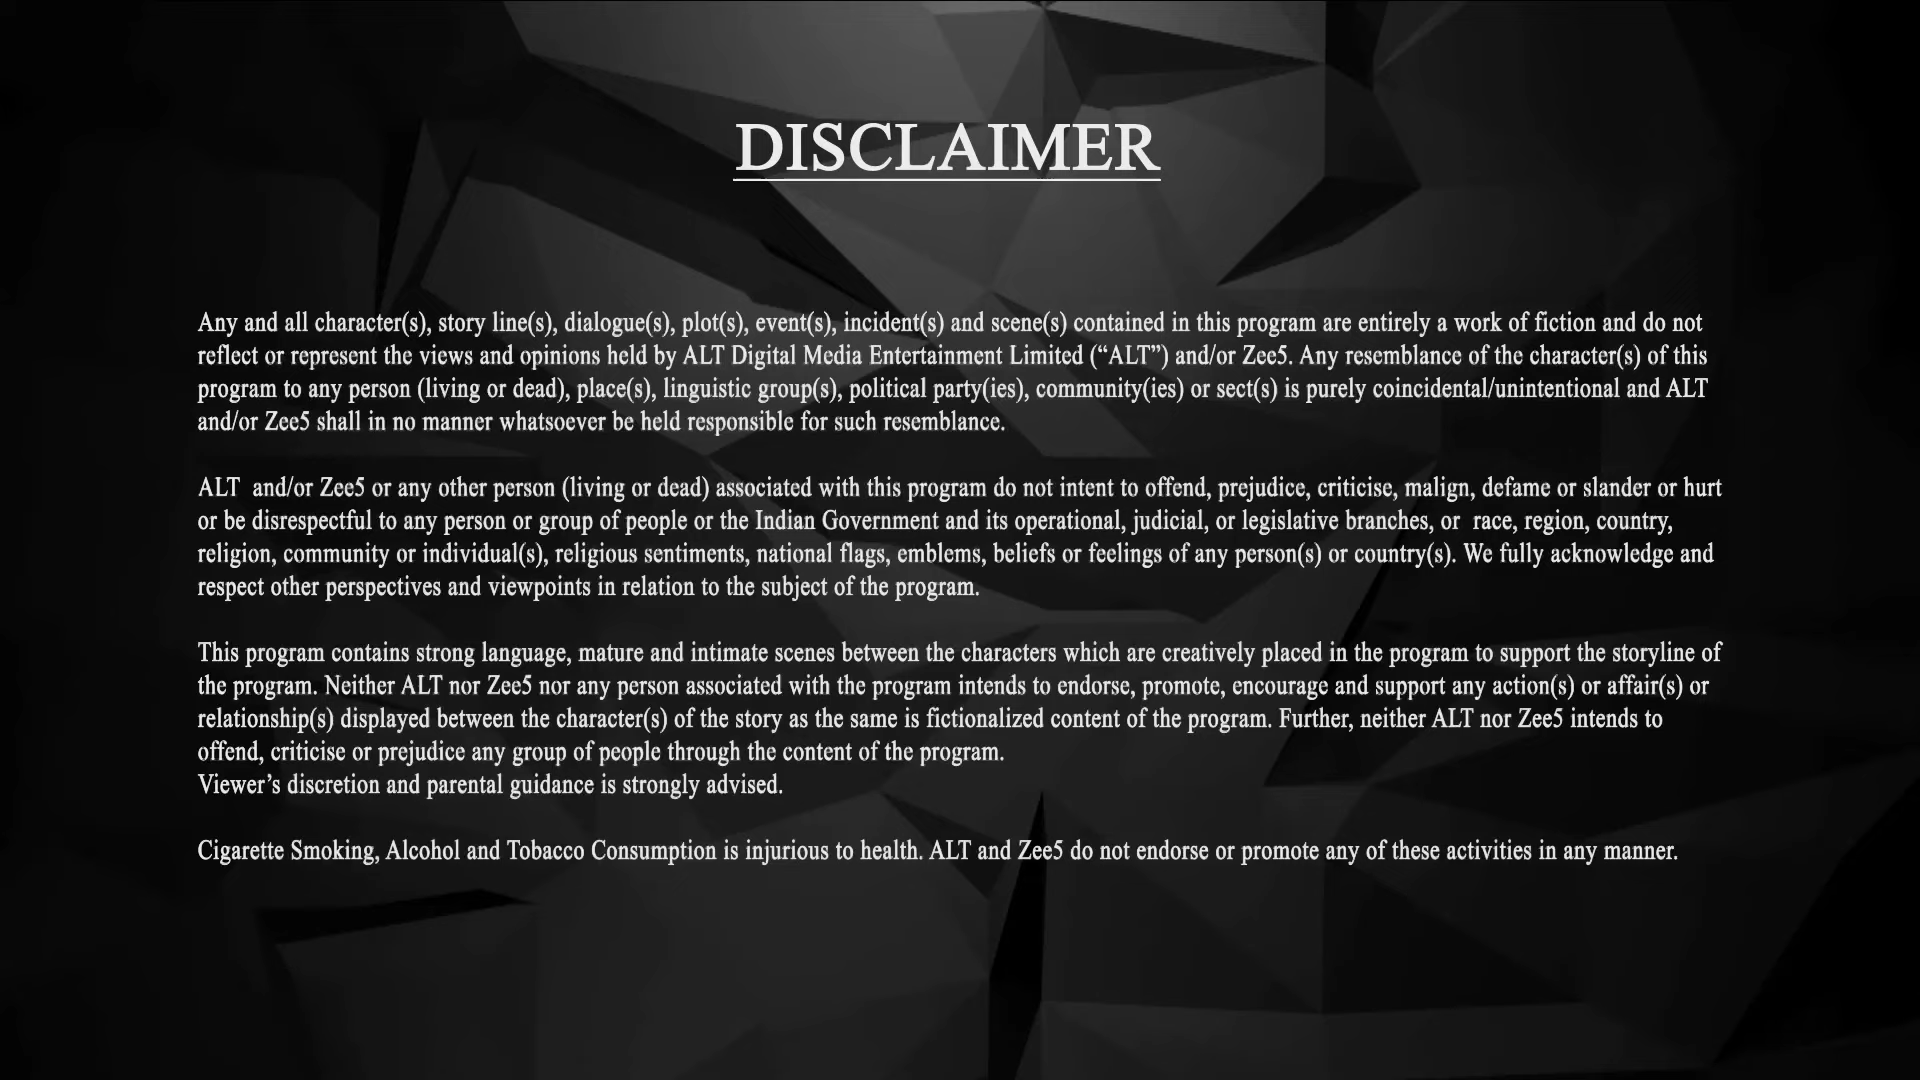 DISCLAIMER
Any and all character(s), story line(s), dialogue(s), plot(s), event(s), incident(s) and scene(s) contained in this program are entirely a work of fiction and do not
reflect or represent the views and opinions held by ALT Digital Media Entertainment Limited (“ALT”) and/or Zee5. Any resemblance of the character(s) of this
program to any person (living or dead), place(s), linguistic group(s), political party(ies), community(ies) or sect(s) is purely coincidental/unintentional and ALT
and/or Zee5 shall in no manner whatsoever be held responsible for such resemblance.
ALT  and/or Zee5 or any other person (living or dead) associated with this program do not intent to offend, prejudice, criticise, malign, defame or slander or hurt
or be disrespectful to any person or group of people or the Indian Government and its operational, judicial, or legislative branches, or  race, region, country,
religion, community or individual(s), religious sentiments, national flags, emblems, beliefs or feelings of any person(s) or country(s). We fully acknowledge and
respect other perspectives and viewpoints in relation to the subject of the program.
This program contains strong language, mature and intimate scenes between the characters which are creatively placed in the program to support the storyline of
the program. Neither ALT nor Zee5 nor any person associated with the program intends to endorse, promote, encourage and support any action(s) or affair(s) or
relationship(s) displayed between the character(s) of the story as the same is fictionalized content of the program. Further, neither ALT nor Zee5 intends to
offend, criticise or prejudice any group of people through the content of the program.
Viewer’s discretion and parental guidance is strongly advised.
Cigarette Smoking, Alcohol and Tobacco Consumption is injurious to health. ALT and Zee5 do not endorse or promote any of these activities in any manner.